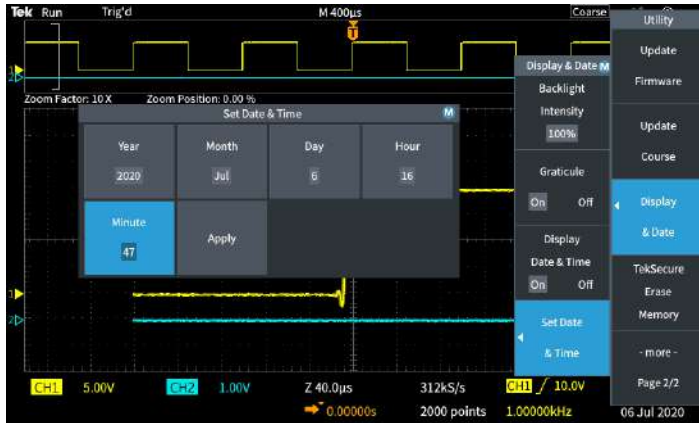 Tek Run Trig'd M 400µs Coarse
Utility
Update
Firmware
Update
Course
Display
& Date
TekSecure
Erase
Memory
- more -
Page 2/2
Display & Date M
Backlight
Intensity
100%
Graticule
On Off
Display
Date & Time
On Off
Set Date
& Time
T
1
2
Zoom Factor: 10 X Zoom Position: 0.00 %
Set Date & Time M
Year Month Day Hour
2020 Jul 6 16
Minute Apply
47
1
2
CH1 5.00V CH2 1.00V Z 40.0µs 312kS/s CH1 / 10.0V
0.00000s 2000 points 1.00000kHz 06 Jul 2020